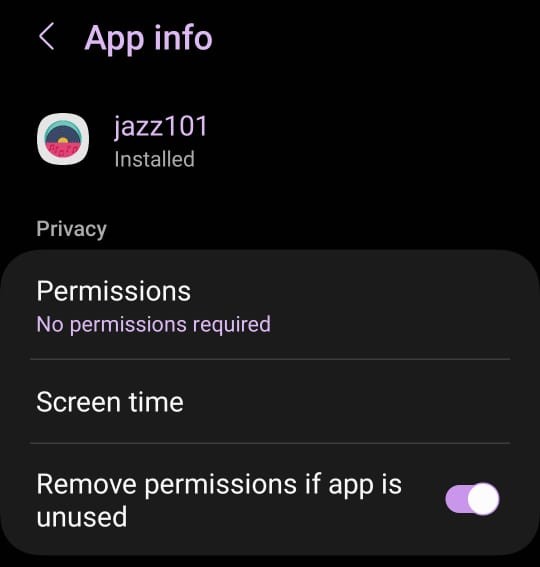 App info
jazz101
Installed
Privacy
Permissions
No permissions required
Screen time
Remove permissions if app is
unused